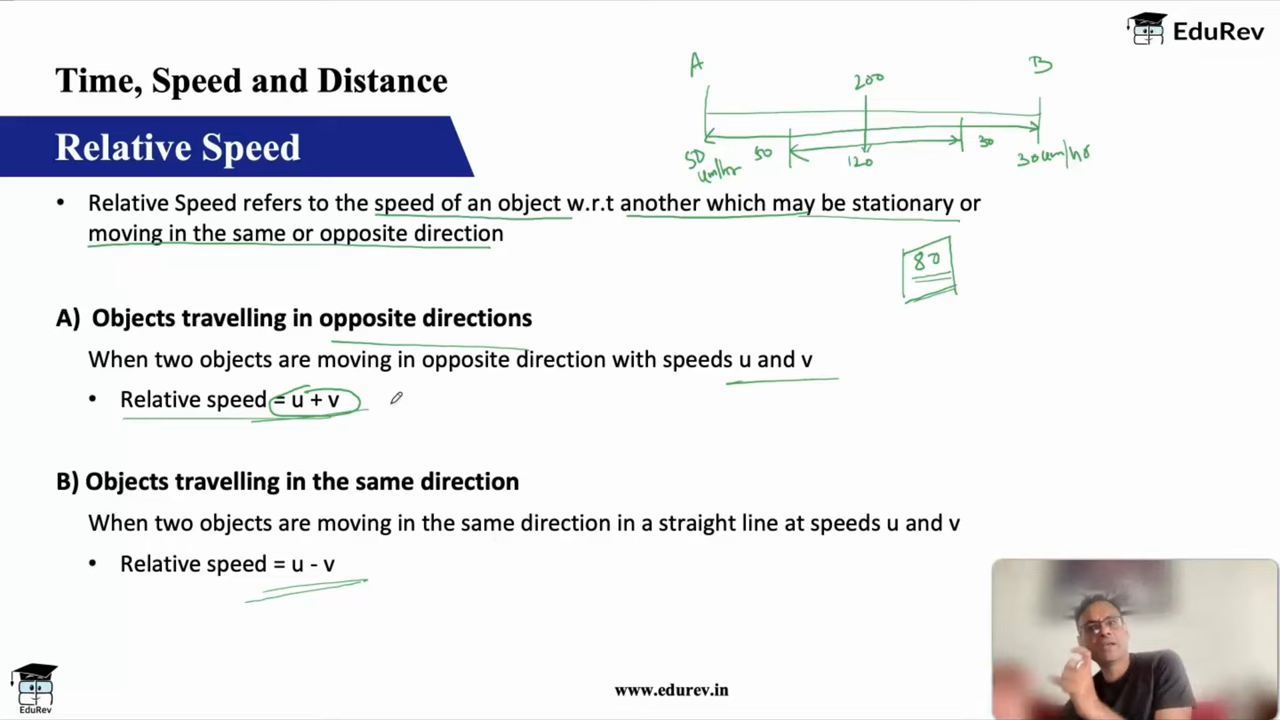 EduRev
Time, Speed and Distance
A
B
200
Relative Speed
50
km/hr
50
120
30
30 km/hr
• Relative Speed refers to the speed of an object w.r.t another which may be stationary or
moving in the same or opposite direction
80
A) Objects travelling in opposite directions
When two objects are moving in opposite direction with speeds u and v
• Relative speed = u + v
B) Objects travelling in the same direction
When two objects are moving in the same direction in a straight line at speeds u and v
• Relative speed = u - v
EduRev
www.edurev.in